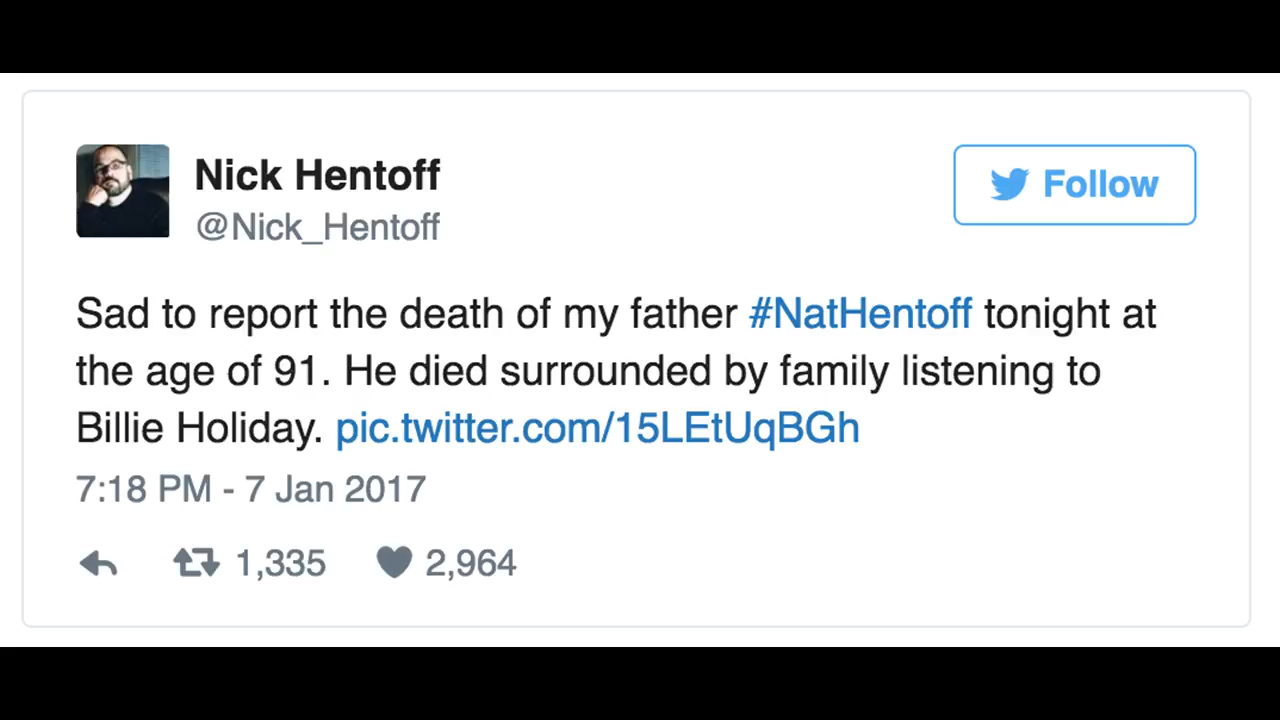 Nick Hentoff
@Nick_Hentoff
Follow
Sad to report the death of my father #NatHentoff tonight at
the age of 91. He died surrounded by family listening to
Billie Holiday. pic.twitter.com/15LEtUqBGh
7:18 PM - 7 Jan 2017
1,335 2,964